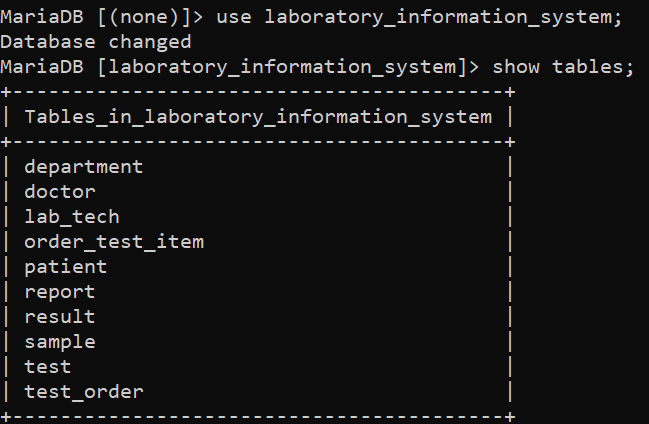 MariaDB [(none)]> use laboratory_information_system;
Database changed
MariaDB [laboratory_information_system]> show tables;
+-----------------------------------------+
| Tables_in_laboratory_information_system |
+-----------------------------------------+
| department                              |
| doctor                                  |
| lab_tech                                |
| order_test_item                         |
| patient                                 |
| report                                  |
| result                                  |
| sample                                  |
| test                                    |
| test_order                              |
+-----------------------------------------+